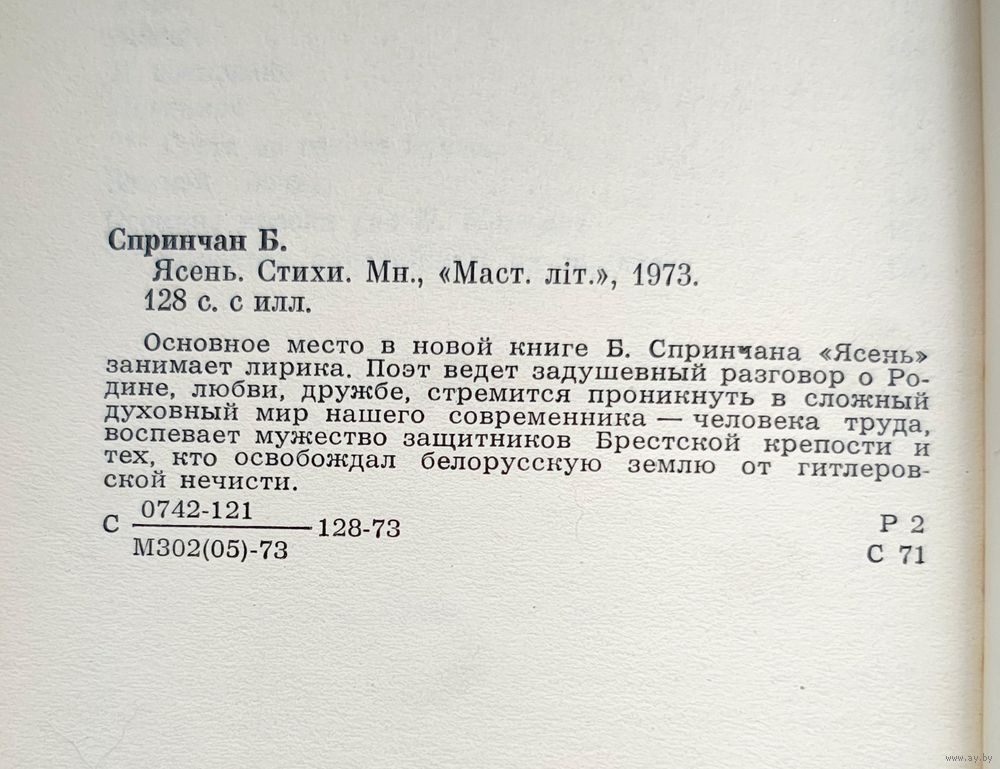 Спринчан Б.
Ясень. Стихи. Мн., «Маст. літ.», 1973.
128 с. с илл.
Основное место в новой книге Б. Спринчана «Ясень»
занимает лирика. Поэт ведет задушевный разговор о Ро-
дине, любви, дружбе, стремится проникнуть в сложный
духовный мир нашего современника — человека труда,
воспевает мужество защитников Брестской крепости и
тех, кто освобождал белорусскую землю от гитлеров-
ской нечисти.
С 0742-121 128-73
М302(05)-73
Р 2
С 71
www.ay.by